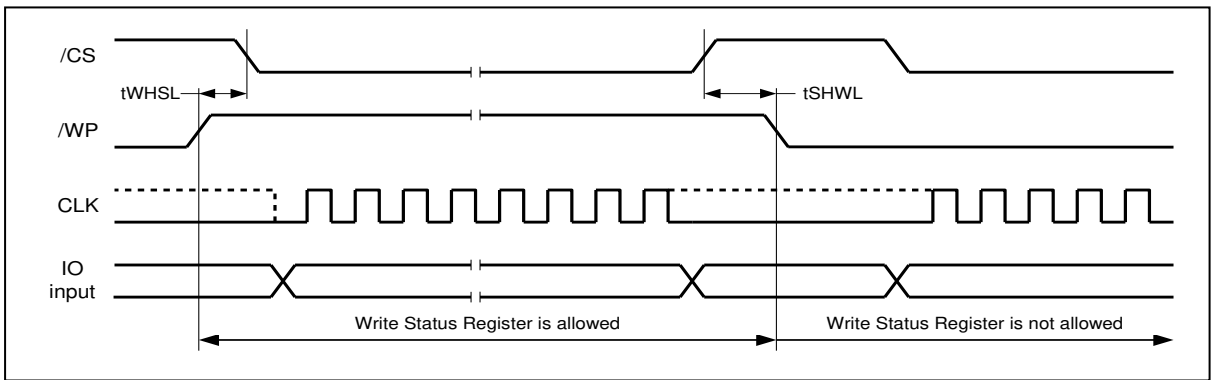 /CS
tWHSL
tSHWL
/WP
CLK
IO
input
Write Status Register is allowed
Write Status Register is not allowed